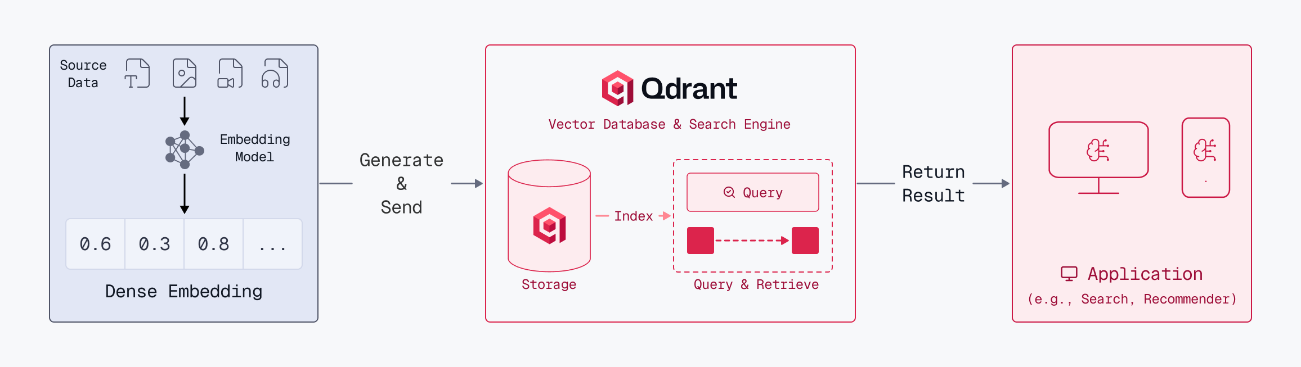 Source
Data
T
Embedding
Model
0.6 0.3 0.8 ...
Dense Embedding
Generate
&
Send
Qdrant
Vector Database & Search Engine
Index
Query
Storage
Query & Retrieve
Return
Result
Application
(e.g., Search, Recommender)